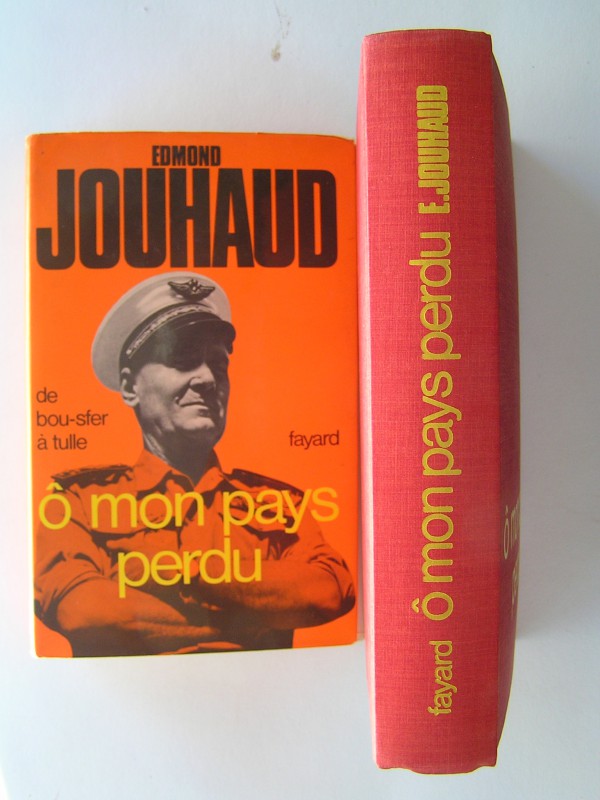 EDMOND
JOUHAUD
de
bou-sfer
à tulle
fayard
ô mon pays
perdu
fayard Ô mon pays perdu E.JOUHAUD